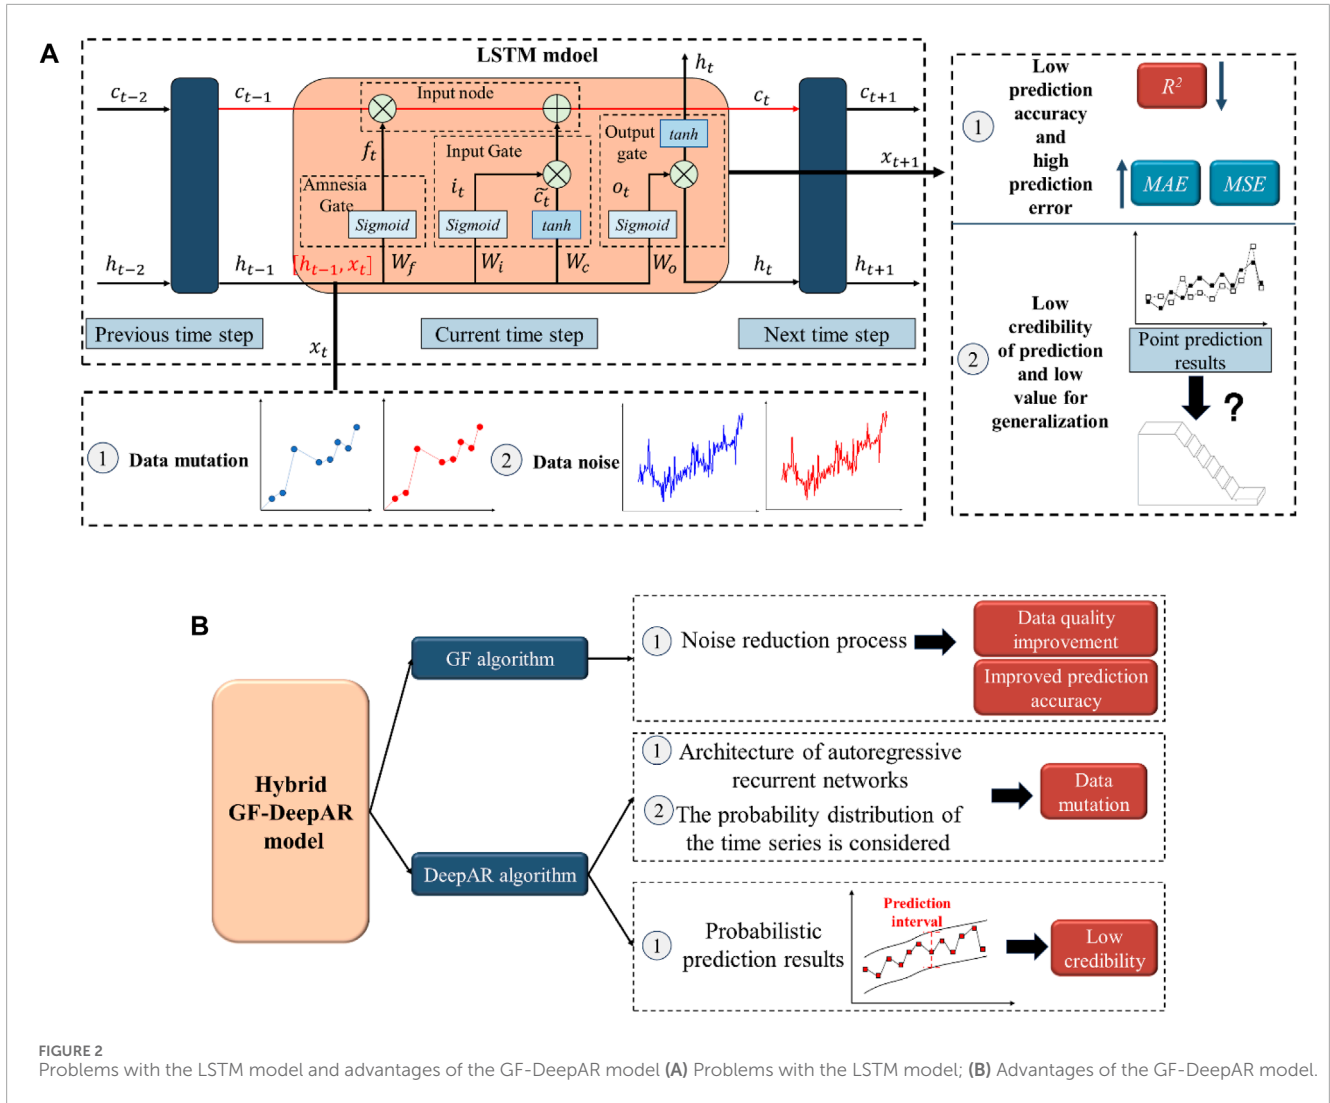 A
LSTM mdoel
c_{t-2}
c_{t-1}
Input node
h_t
c_t
c_{t+1}
f_t
Input Gate
Output
gate
tanh
x_{t+1}
Amnesia
Gate
i_t
c̃_t
o_t
Sigmoid
Sigmoid
tanh
Sigmoid
h_{t-2}
h_{t-1}
[h_{t-1}, x_t]
W_f
W_i
W_c
W_o
h_t
h_{t+1}
Previous time step
Current time step
Next time step
x_t
1
Data mutation
2
Data noise
1
Low
prediction
accuracy
and
high
prediction
error
R²
MAE
MSE
2
Low
credibility
of prediction
and low
value for
generalization
Point prediction
results
?
B
Hybrid
GF-DeepAR
model
GF algorithm
DeepAR algorithm
1
Noise reduction process
Data quality
improvement
Improved prediction
accuracy
1
Architecture of autoregressive
recurrent networks
2
The probability distribution of
the time series is considered
Data
mutation
1
Probabilistic
prediction results
Prediction
interval
Low
credibility
FIGURE 2
Problems with the LSTM model and advantages of the GF-DeepAR model (A) Problems with the LSTM model; (B) Advantages of the GF-DeepAR model.